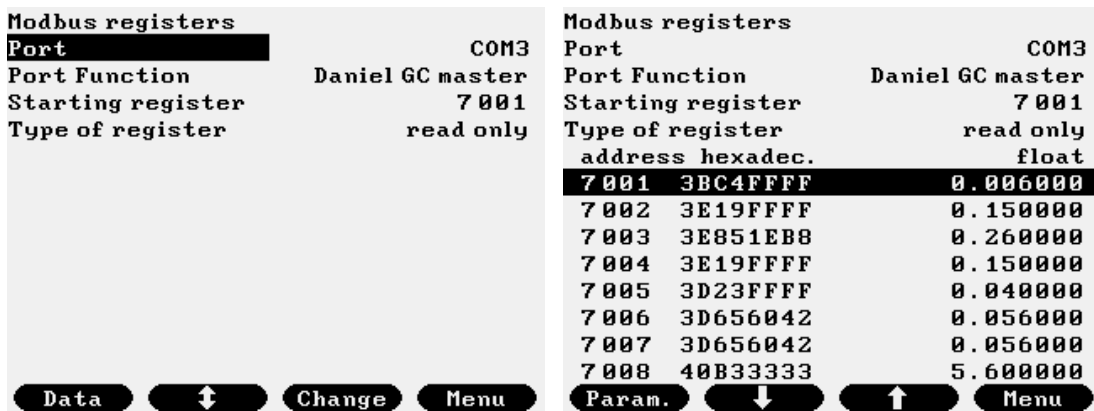 Modbus registers
Port COM3
Port Function Daniel GC master
Starting register 7001
Type of register read only
Data Change Menu
Modbus registers
Port COM3
Port Function Daniel GC master
Starting register 7001
Type of register read only
address hexadec. float
7001 3BC4FFFF 0.006000
7002 3E19FFFF 0.150000
7003 3E851EB8 0.260000
7004 3E19FFFF 0.150000
7005 3D23FFFF 0.040000
7006 3D656042 0.056000
7007 3D656042 0.056000
7008 40B33333 5.600000
Param. Menu